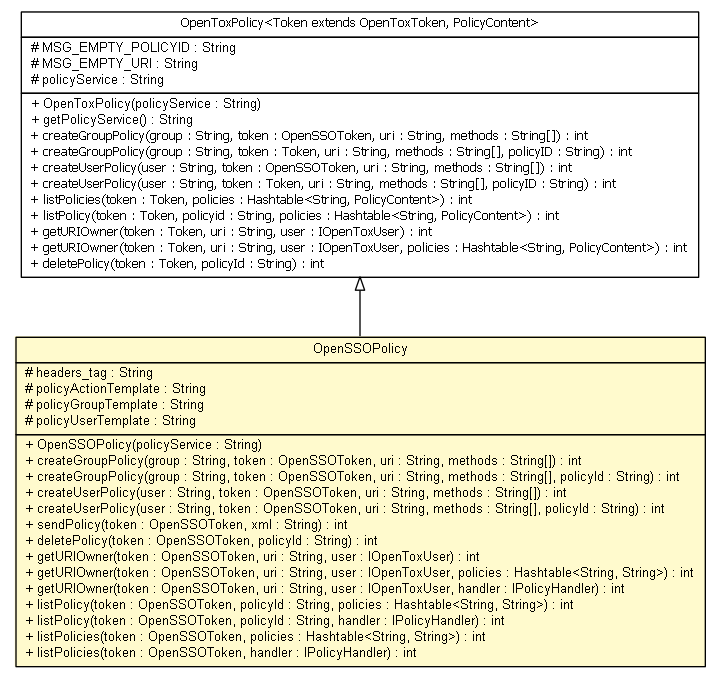 OpenToxPolicy<Token extends OpenToxToken, PolicyContent>
# MSG_EMPTY_POLICYID : String
# MSG_EMPTY_URI : String
# policyService : String
+ OpenToxPolicy(policyService : String)
+ getPolicyService() : String
+ createGroupPolicy(group : String, token : OpenSSOToken, uri : String, methods : String[]) : int
+ createGroupPolicy(group : String, token : Token, uri : String, methods : String[], policyID : String) : int
+ createUserPolicy(user : String, token : OpenSSOToken, uri : String, methods : String[]) : int
+ createUserPolicy(user : String, token : Token, uri : String, methods : String[], policyID : String) : int
+ listPolicies(token : Token, policies : Hashtable<String, PolicyContent>) : int
+ listPolicy(token : Token, policyid : String, policies : Hashtable<String, PolicyContent>) : int
+ getURIOwner(token : Token, uri : String, user : IOpenToxUser) : int
+ getURIOwner(token : Token, uri : String, user : IOpenToxUser, policies : Hashtable<String, PolicyContent>) : int
+ deletePolicy(token : Token, policyId : String) : int
OpenSSOPolicy
# headers_tag : String
# policyActionTemplate : String
# policyGroupTemplate : String
# policyUserTemplate : String
+ OpenSSOPolicy(policyService : String)
+ createGroupPolicy(group : String, token : OpenSSOToken, uri : String, methods : String[]) : int
+ createGroupPolicy(group : String, token : OpenSSOToken, uri : String, methods : String[], policyId : String) : int
+ createUserPolicy(user : String, token : OpenSSOToken, uri : String, methods : String[]) : int
+ createUserPolicy(user : String, token : OpenSSOToken, uri : String, methods : String[], policyId : String) : int
+ sendPolicy(token : OpenSSOToken, xml : String) : int
+ deletePolicy(token : OpenSSOToken, policyId : String) : int
+ getURIOwner(token : OpenSSOToken, uri : String, user : IOpenToxUser) : int
+ getURIOwner(token : OpenSSOToken, uri : String, user : IOpenToxUser, policies : Hashtable<String, String>) : int
+ getURIOwner(token : OpenSSOToken, uri : String, user : IOpenToxUser, handler : IPolicyHandler) : int
+ listPolicy(token : OpenSSOToken, policyId : String, policies : Hashtable<String, String>) : int
+ listPolicy(token : OpenSSOToken, policyId : String, handler : IPolicyHandler) : int
+ listPolicies(token : OpenSSOToken, policies : Hashtable<String, String>) : int
+ listPolicies(token : OpenSSOToken, handler : IPolicyHandler) : int